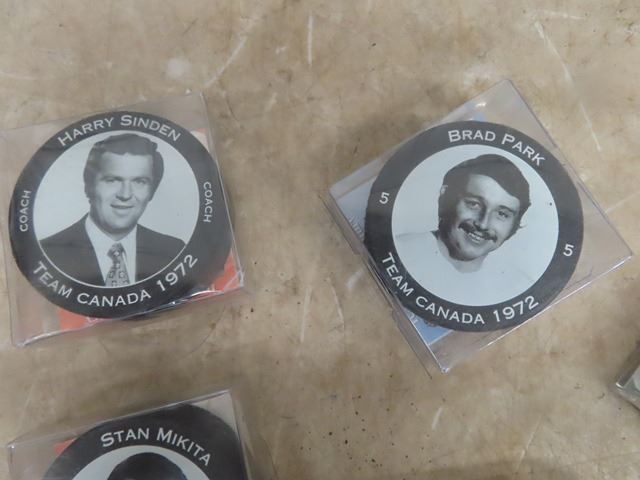 HARRY SINDEN
COACH
COACH
TEAM CANADA 1972
BRAD PARK
5
5
TEAM CANADA 1972
STAN MIKITA